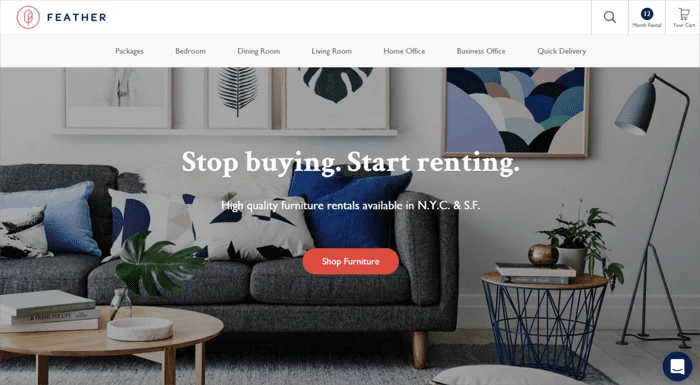 FEATHER
12
Month Rental
Your Cart
Packages
Bedroom
Dining Room
Living Room
Home Office
Business Office
Quick Delivery
Stop buying. Start renting.
High quality furniture rentals available in N.Y.C. & S.F.
Shop Furniture